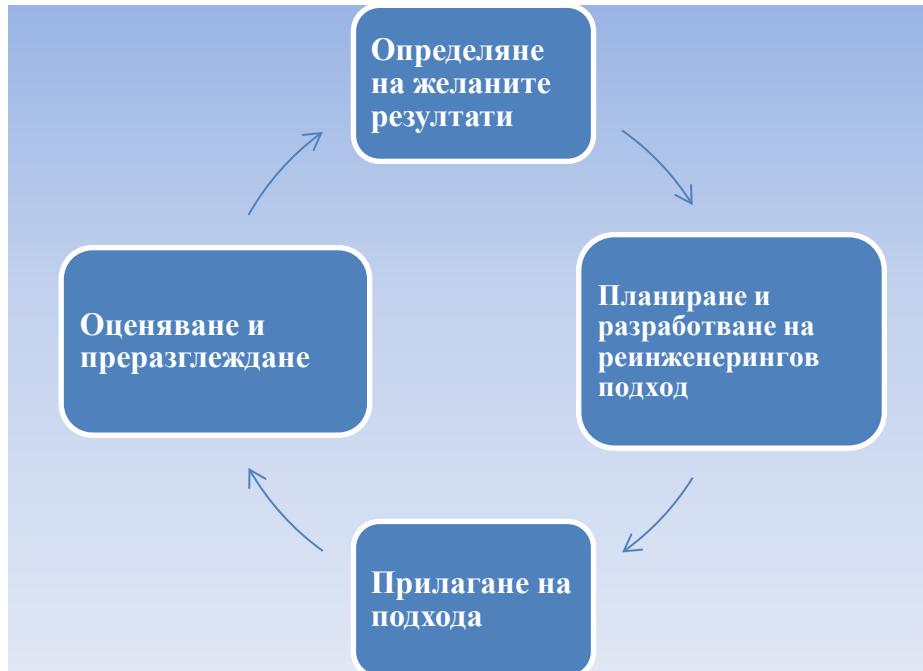 Определяне
на желаните
резултати
Планиране и
разработване на
реинженерингов
подход
Прилагане на
подхода
Оценяване и
преразглеждане